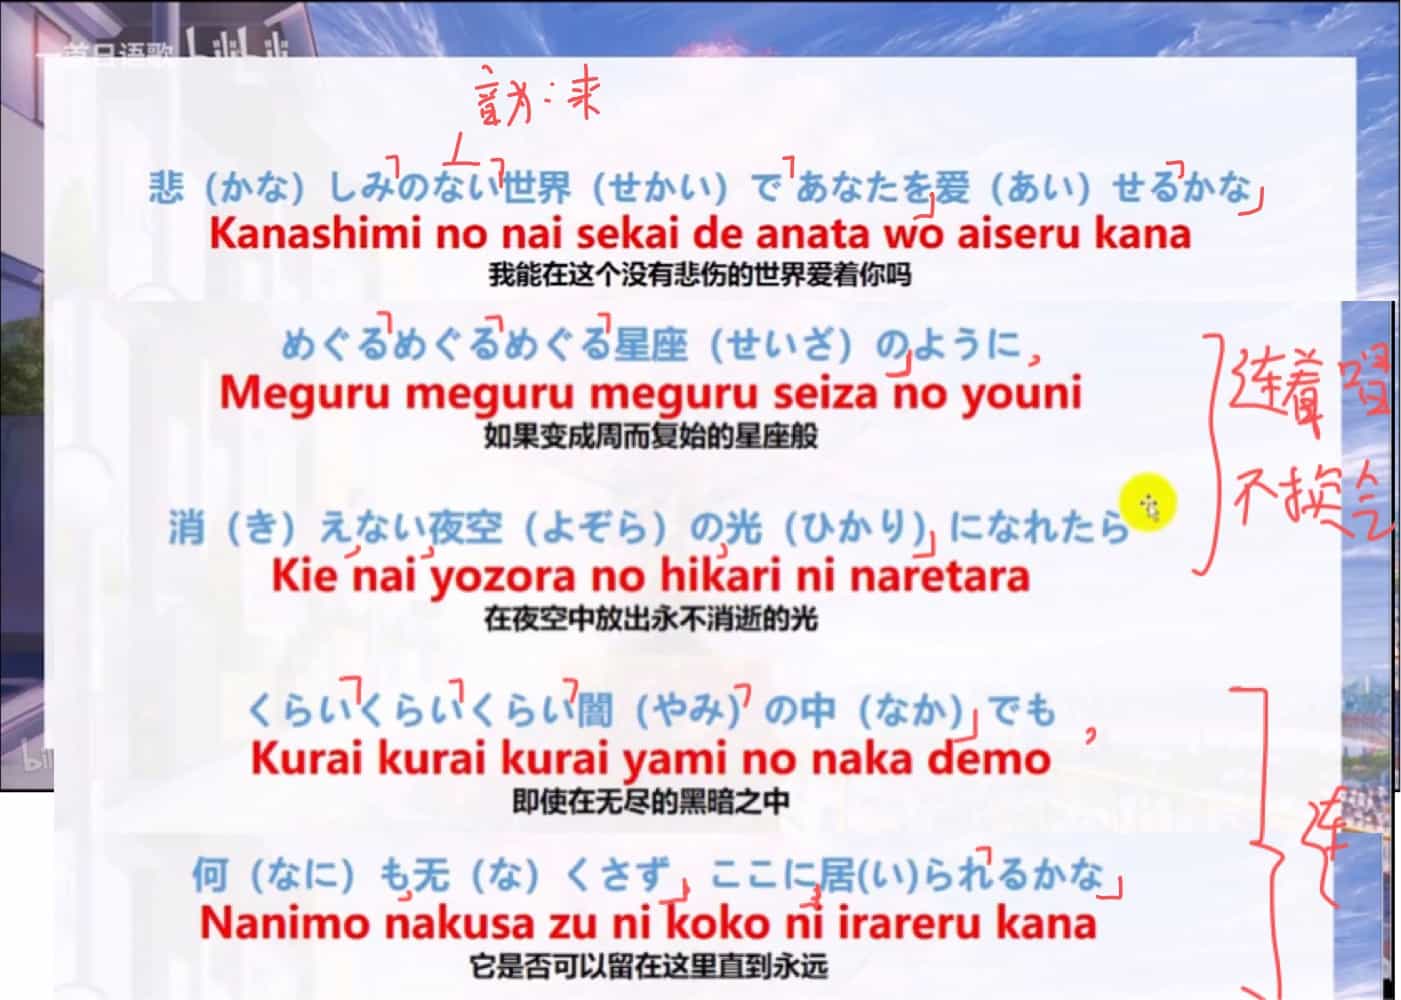 一首日语歌 bilibili
悲（かな）しみのない世界（せかい）で あなたを爱（あい）せるかな
Kanashimi no nai sekai de anata wo aiseru kana
我能在这个没有悲伤的世界爱着你吗
めぐるめぐるめぐる星座（せいざ）のように,
Meguru meguru meguru seiza no youni
如果变成周而复始的星座般
连着唱
不换气
消（き）えない夜空（よぞら）の光（ひかり）になれたら
Kie nai yozora no hikari ni naretara
在夜空中放出永不消逝的光
くらいくらいくらい闇（やみ）の中（なか）でも
Kurai kurai kurai yami no naka demo ,
即使在无尽的黑暗之中
连
何（なに）も无（な）くさず ここに居(い)られるかな
Nanimo nakusa zu ni koko ni irareru kana
它是否可以留在这里直到永远